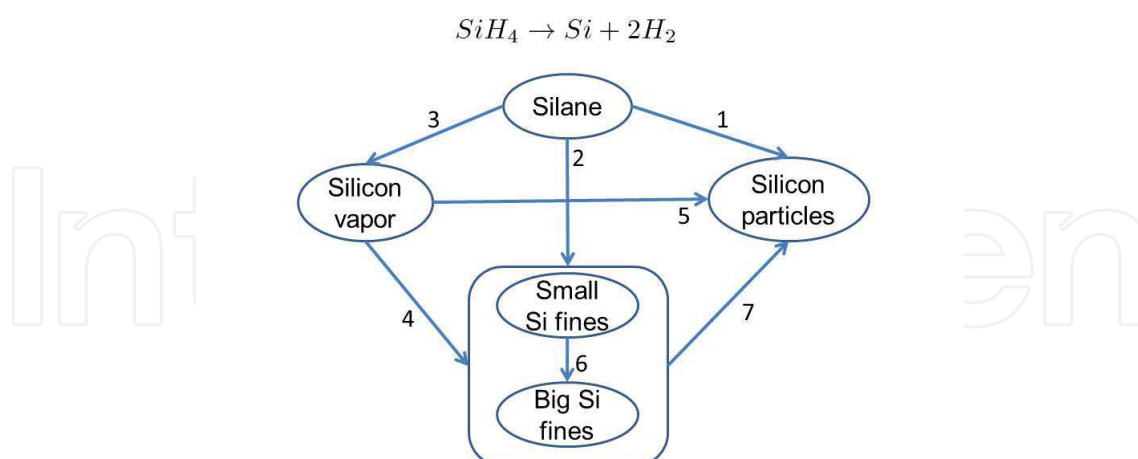 SiH₄ → Si + 2H₂
Silane
3
1
2
Silicon
vapor
Silicon
particles
5
Small
Si fines
4
7
6
Big Si
fines